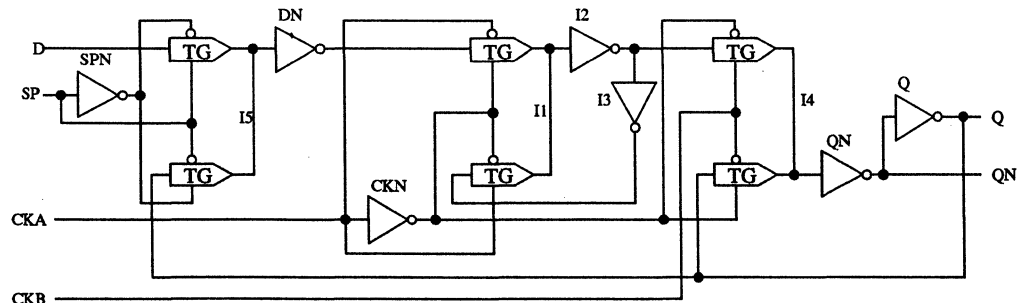 DN
I2
D
TG
TG
TG
SPN
I3
Q
SP
I5
I1
I4
Q
QN
TG
TG
TG
CKN
QN
CKA
CKB